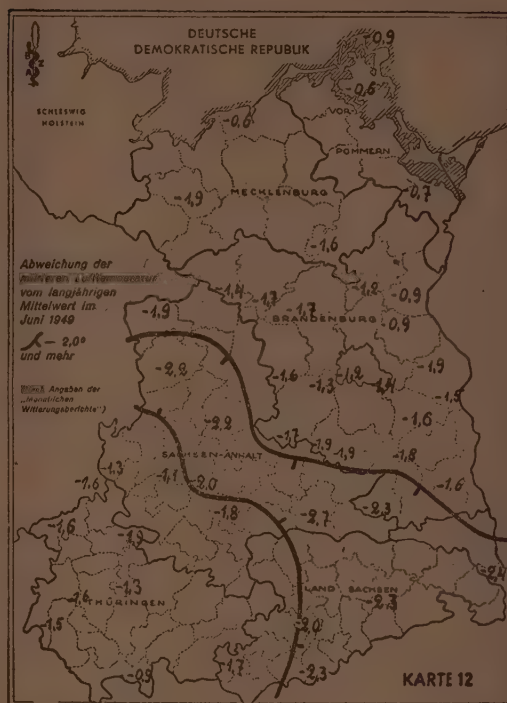 DEUTSCHE
DEMOKRATISCHE REPUBLIK
SCHLESWIG
HOLSTEIN
-0,9
-0,6
-0,6
VOR
POMMERN
MECKLENBURG
-0,7
-1,9
-1,6
Abweichung der
vom langjährigen
Mittelwert im
Juni 1949
- 2,0°
und mehr
Angaben der
„Monatlichen
Witterungsberichte")
-1,4
-1,7
-1,7
-1,2
-0,9
BRANDENBURG
-0,9
-1,9
-2,2
-1,6
-1,3
-1,2
-1,4
-1,9
-1,5
-2,2
-1,6
-1,7
-1,9
-1,9
-1,8
SACHSEN-ANHALT
-1,3
-1,1
-2,0
-1,6
-1,6
-1,8
-2,7
-2,3
-1,6
-1,9
-1,3
-1,6
THÜRINGEN
LAND SACHSEN
-2,3
-2,4
-1,5
-2,0
-1,7
-2,3
-0,9
KARTE 12